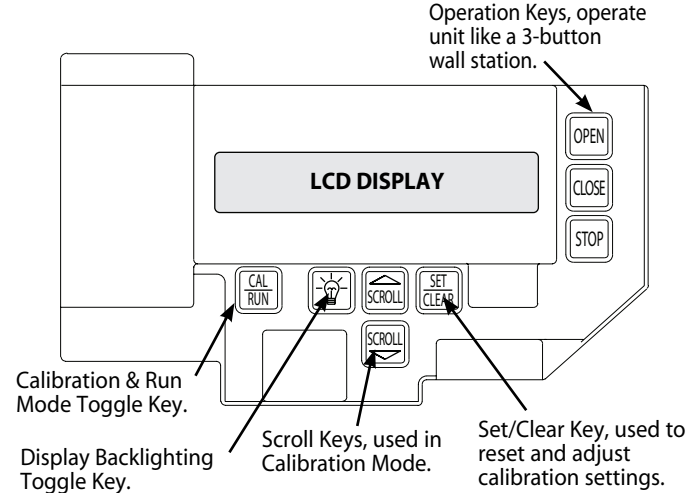 Operation Keys, operate
unit like a 3-button
wall station.
OPEN
LCD DISPLAY
CLOSE
STOP
CAL
RUN
SCROLL
SET
CLEAR
SCROLL
Calibration & Run
Mode Toggle Key.
Display Backlighting
Toggle Key.
Scroll Keys, used in
Calibration Mode.
Set/Clear Key, used to
reset and adjust
calibration settings.